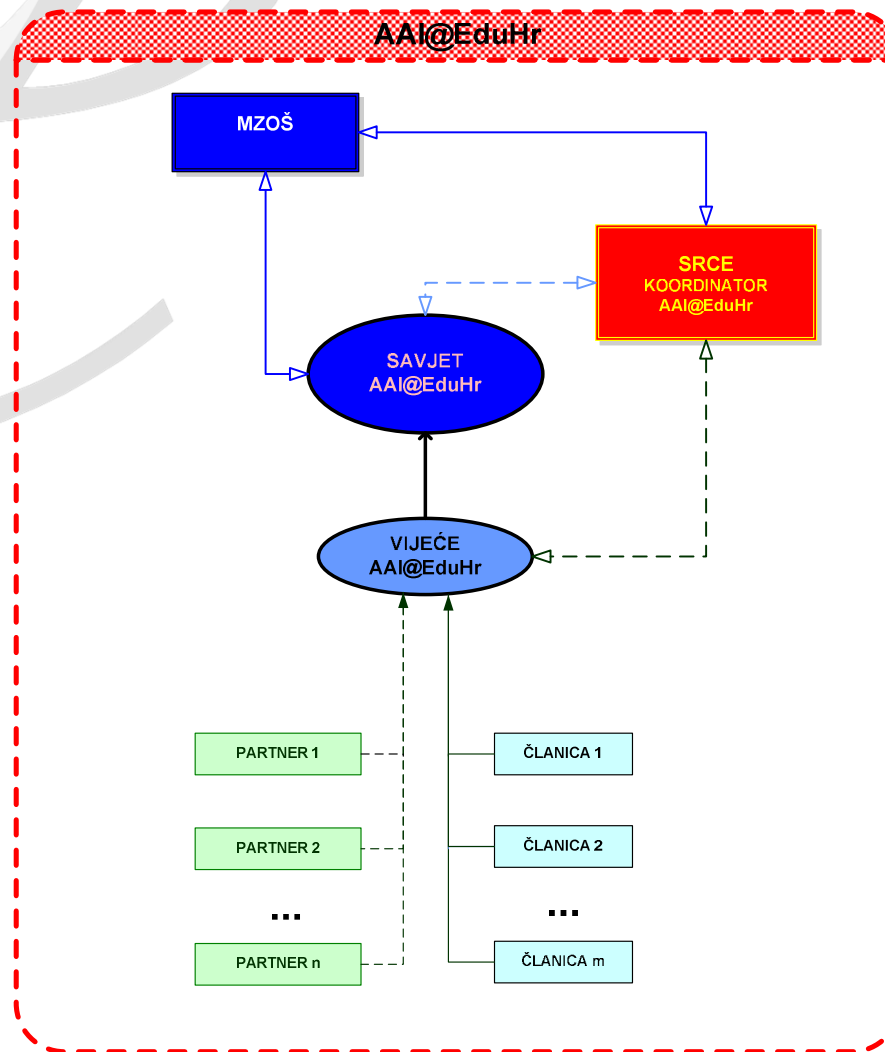 AAI@EduHr
MZOŠ
SRCE
KOORDINATOR
AAI@EduHr
SAVJET
AAI@EduHr
VIJEĆE
AAI@EduHr
PARTNER 1
ČLANICA 1
PARTNER 2
ČLANICA 2
...
...
PARTNER n
ČLANICA m